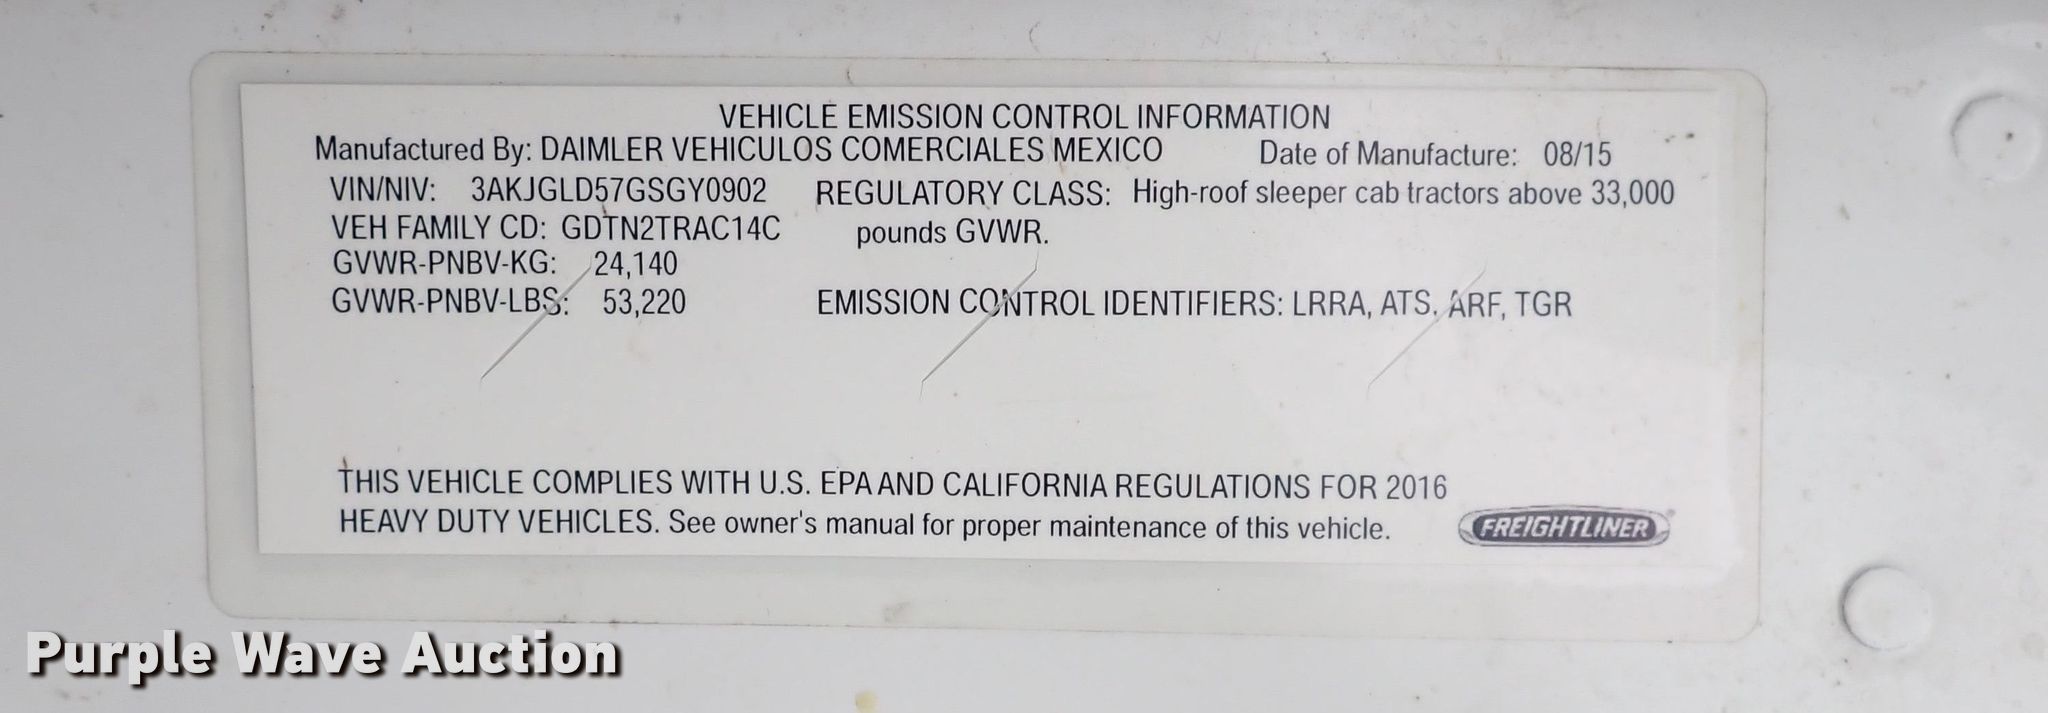 VEHICLE EMISSION CONTROL INFORMATION
Manufactured By: DAIMLER VEHICULOS COMERCIALES MEXICO Date of Manufacture: 08/15
VIN/NIV: 3AKJGLD57GSGY0902 REGULATORY CLASS: High-roof sleeper cab tractors above 33,000
VEH FAMILY CD: GDTN2TRAC14C pounds GVWR.
GVWR-PNBV-KG: 24,140
GVWR-PNBV-LBS: 53,220 EMISSION CONTROL IDENTIFIERS: LRRA, ATS, ARF, TGR
THIS VEHICLE COMPLIES WITH U.S. EPA AND CALIFORNIA REGULATIONS FOR 2016
HEAVY DUTY VEHICLES. See owner's manual for proper maintenance of this vehicle.
FREIGHTLINER®
Purple Wave Auction